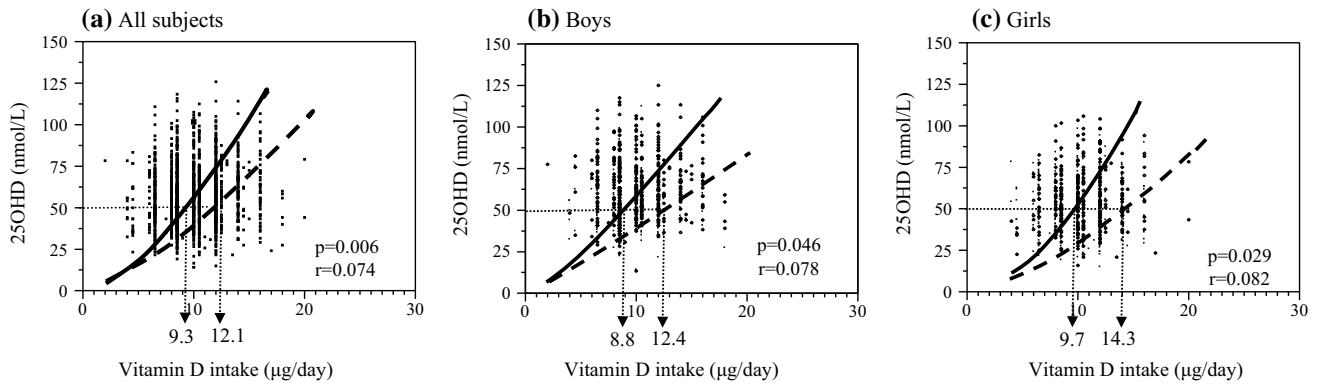 (a) All subjects
150
125
100
75
50
25
0
25OHD (nmol/L)
p=0.006
r=0.074
0 10 20 30
9.3 12.1
Vitamin D intake (µg/day)
(b) Boys
150
125
100
75
50
25
0
25OHD (nmol/L)
p=0.046
r=0.078
0 10 20 30
8.8 12.4
Vitamin D intake (µg/day)
(c) Girls
150
125
100
75
50
25
0
25OHD (nmol/L)
p=0.029
r=0.082
0 10 20 30
9.7 14.3
Vitamin D intake (µg/day)